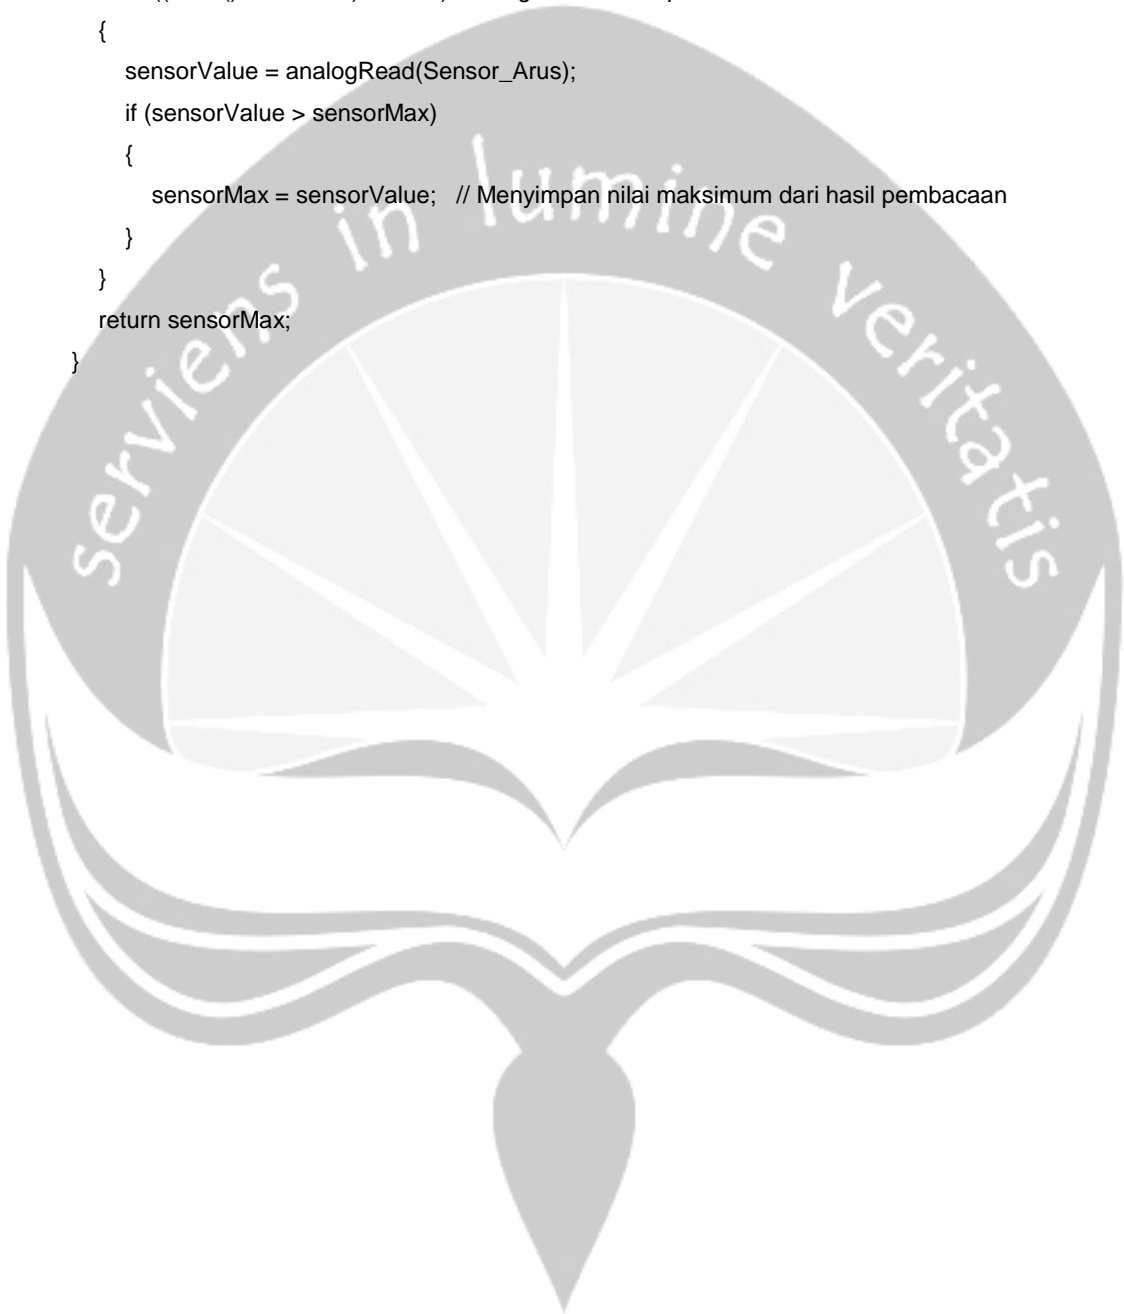 {
sensorValue = analogRead(Sensor_Arus);
if (sensorValue > sensorMax)
{
sensorMax = sensorValue;   // Menyimpan nilai maksimum dari hasil pembacaan
}
}
return sensorMax;
}
serviens in lumine veritatis